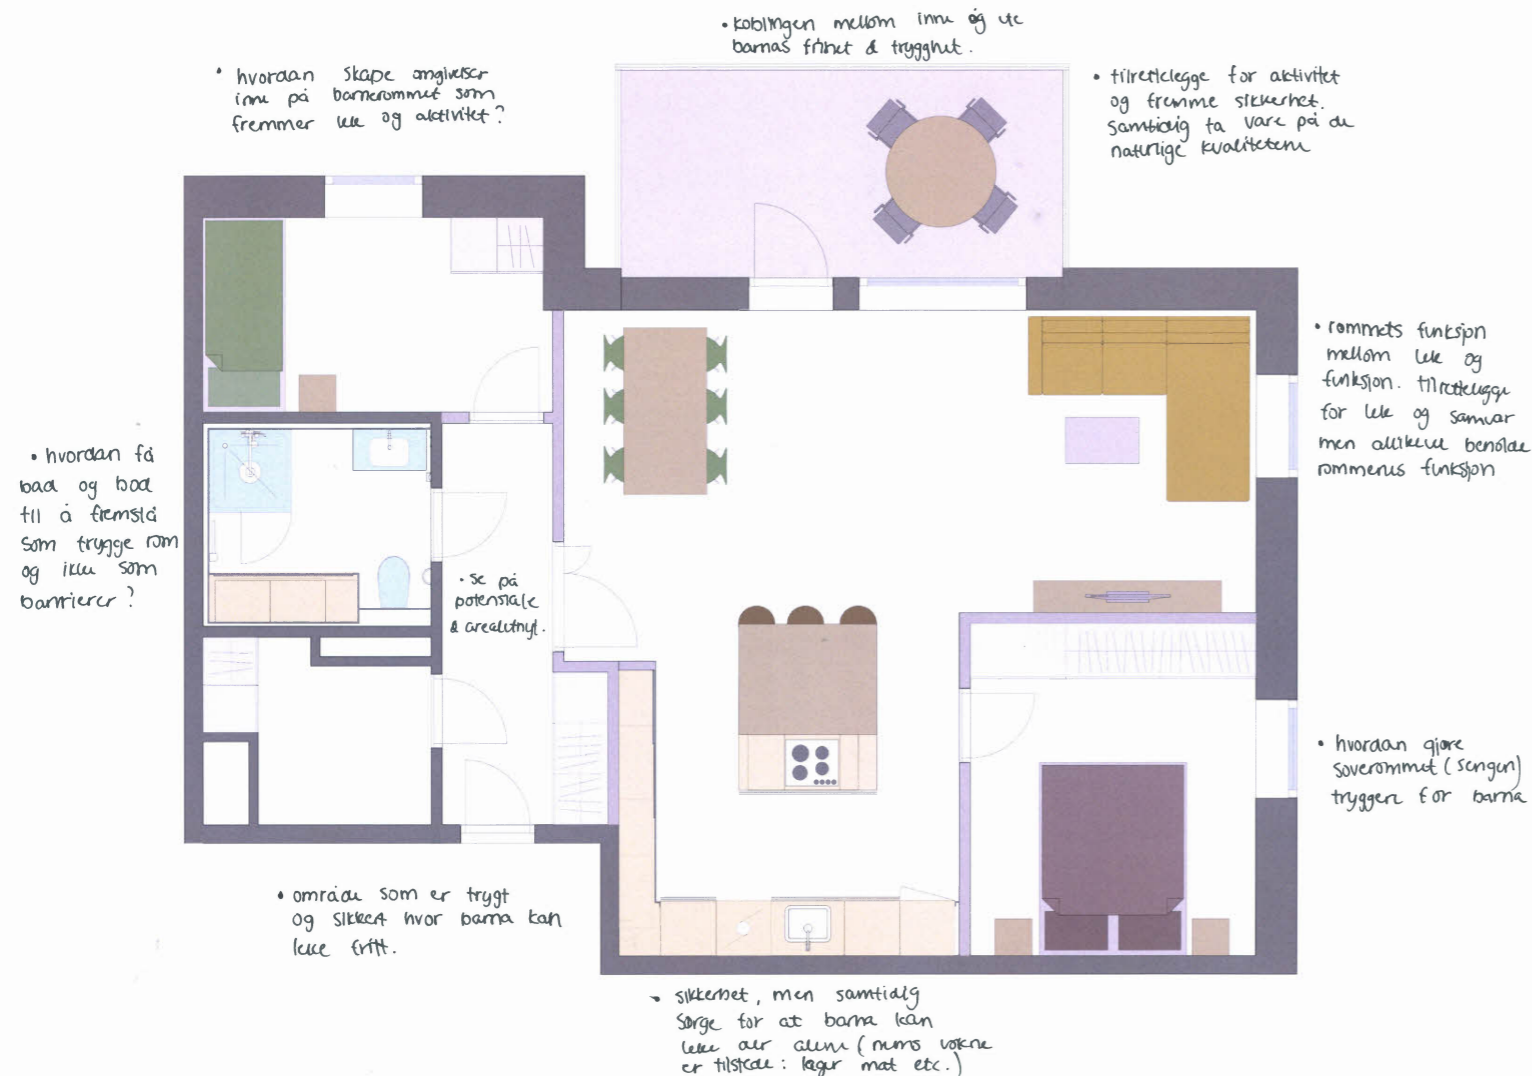 • koblingen mellom inne og ute
barnas frihet & trygghet.
• hvordan skape omgivelser
inne på barnerommet som
fremmer lek og aktivitet?
• tilrettelegge for aktivitet
og fremme sikkerhet.
samtidig ta vare på de
naturlige kvalitetene
• rommets funksjon
mellom lek og
funksjon. tilrettelegge
for lek og samvær
men allikevel beholde
rommenes funksjon
• hvordan få
bad og bod
til å fremstå
som trygge rom
og ikke som
barrierer?
• se på
potensiale
& arealutnyt.
• hvordan gjøre
soverommet (sengen)
tryggere for barna
• område som er trygt
og sikkert hvor barna kan
leke fritt.
• sikkerhet, men samtidig
sørge for at barna kan
leke der alene (mens voksne
er tilstede: lager mat etc.)